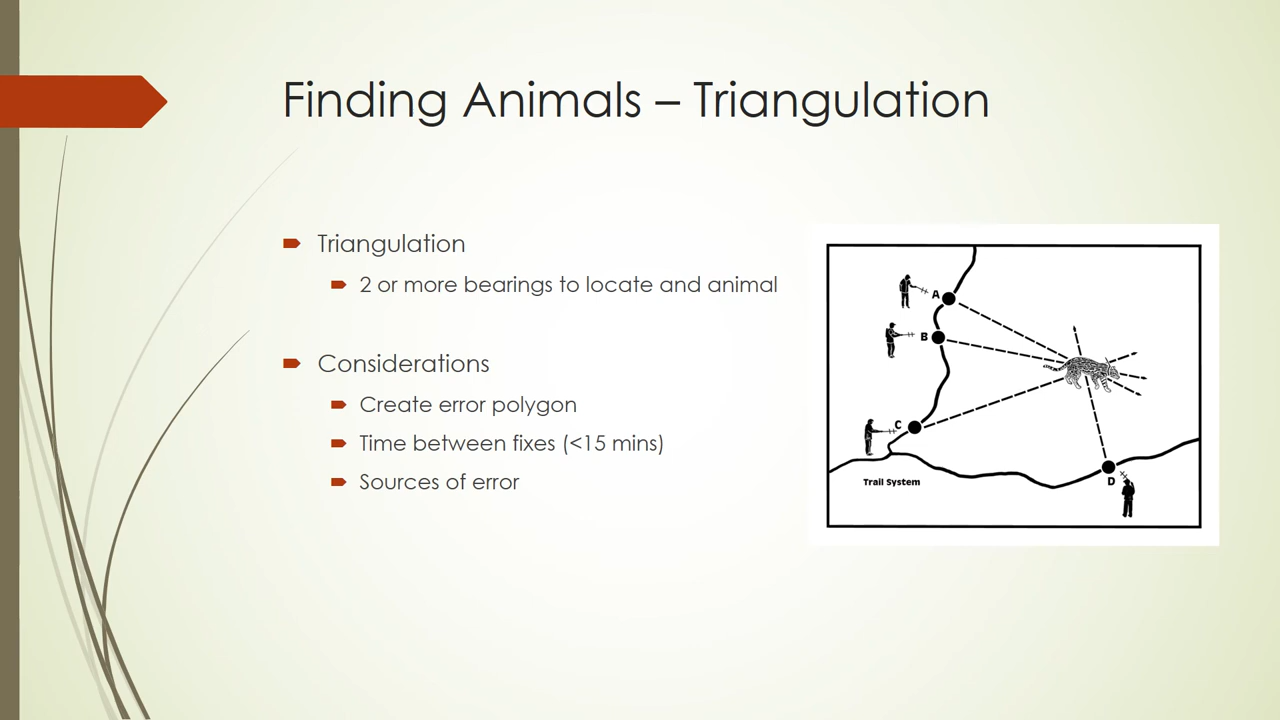 Finding Animals – Triangulation
Triangulation
2 or more bearings to locate and animal
Considerations
Create error polygon
Time between fixes (<15 mins)
Sources of error
A
B
C
D
Trail System